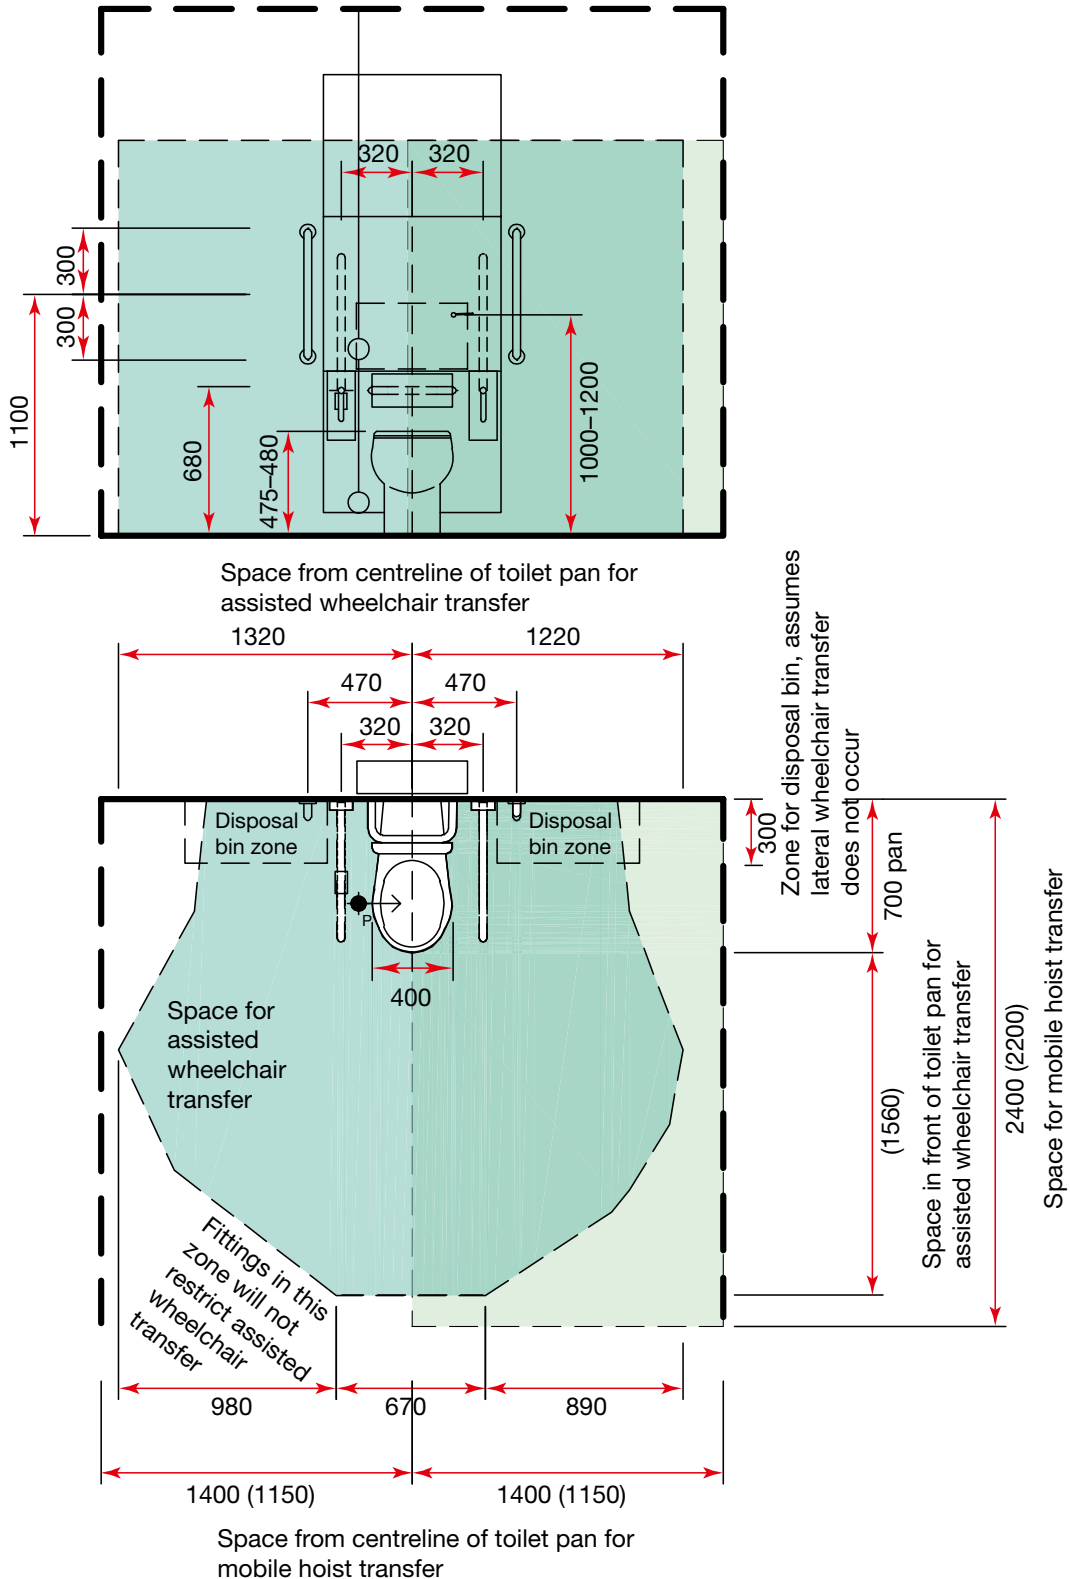 320
320
300
300
1100
680
475–480
1000–1200
Space from centreline of toilet pan for
assisted wheelchair transfer
1320
1220
470
470
320
320
Zone for disposal bin, assumes
lateral wheelchair transfer
does not occur
Disposal
bin zone
Disposal
bin zone
300
700 pan
P
400
Space for
assisted
wheelchair
transfer
(1560)
Space in front of toilet pan for
assisted wheelchair transfer
2400 (2200)
Space for mobile hoist transfer
Fittings in this
zone will not
restrict assisted
wheelchair
transfer
980
670
890
1400 (1150)
1400 (1150)
Space from centreline of toilet pan for
mobile hoist transfer